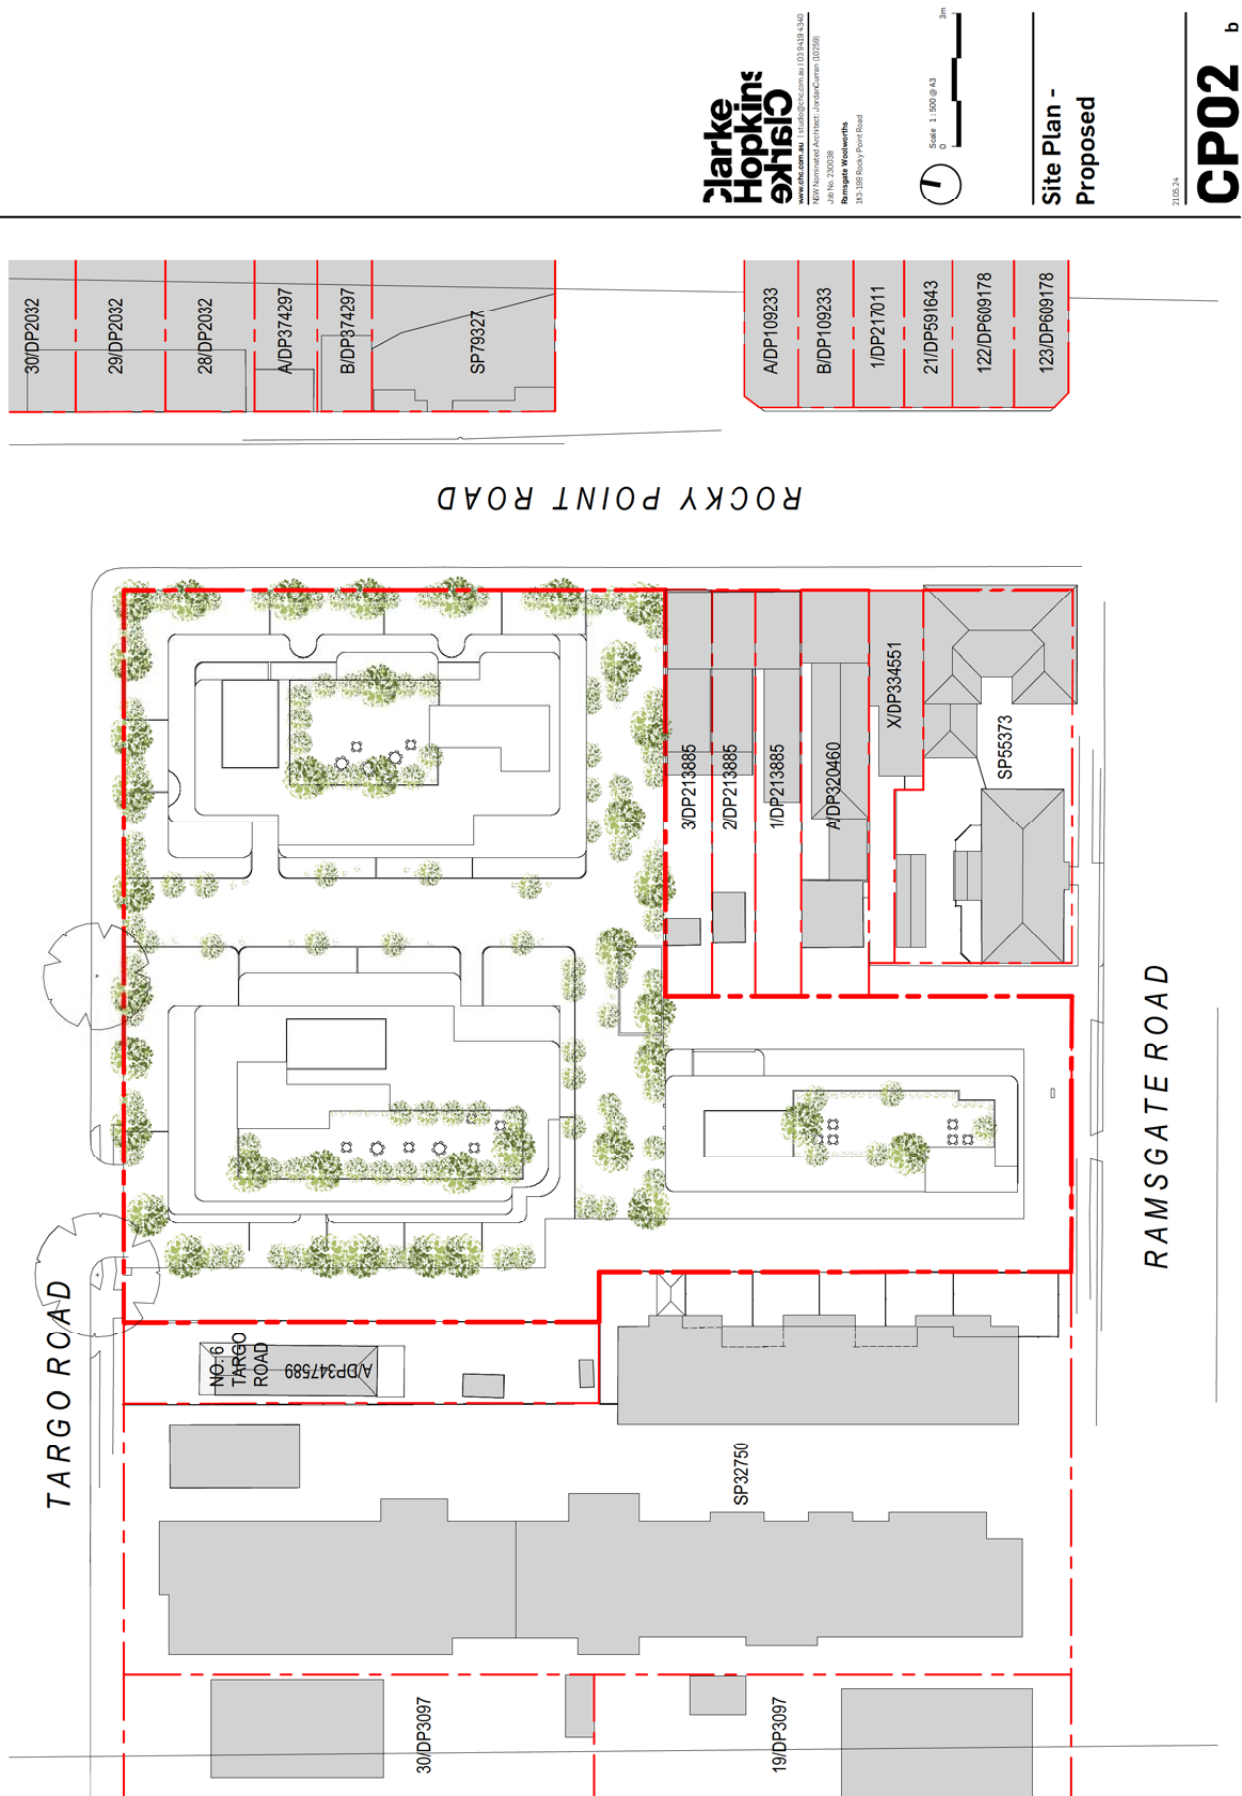 Clarke
Hopkins
Clarke
www.chc.com.au | studio@chc.com.au | 03 9419 4340
NSW Nominated Architect: Jordan Curran (10259)
Job No. 230038
Ramsgate Woolworths
193-199 Rocky Point Road
Scale 1 : 500 @ A3
0
3m
Site Plan -
Proposed
21.05.24
CP02 b
30/DP2032
29/DP2032
28/DP2032
A/DP374297
B/DP374297
SP79327
A/DP109233
B/DP109233
1/DP217011
21/DP591643
122/DP609178
123/DP609178
ROCKY POINT ROAD
3/DP213885
2/DP213885
1/DP213885
A/DP320460
X/DP334551
SP55373
RAMSGATE ROAD
TARGO ROAD
NO. 6
TARGO
ROAD
A/DP347589
SP32750
30/DP3097
19/DP3097